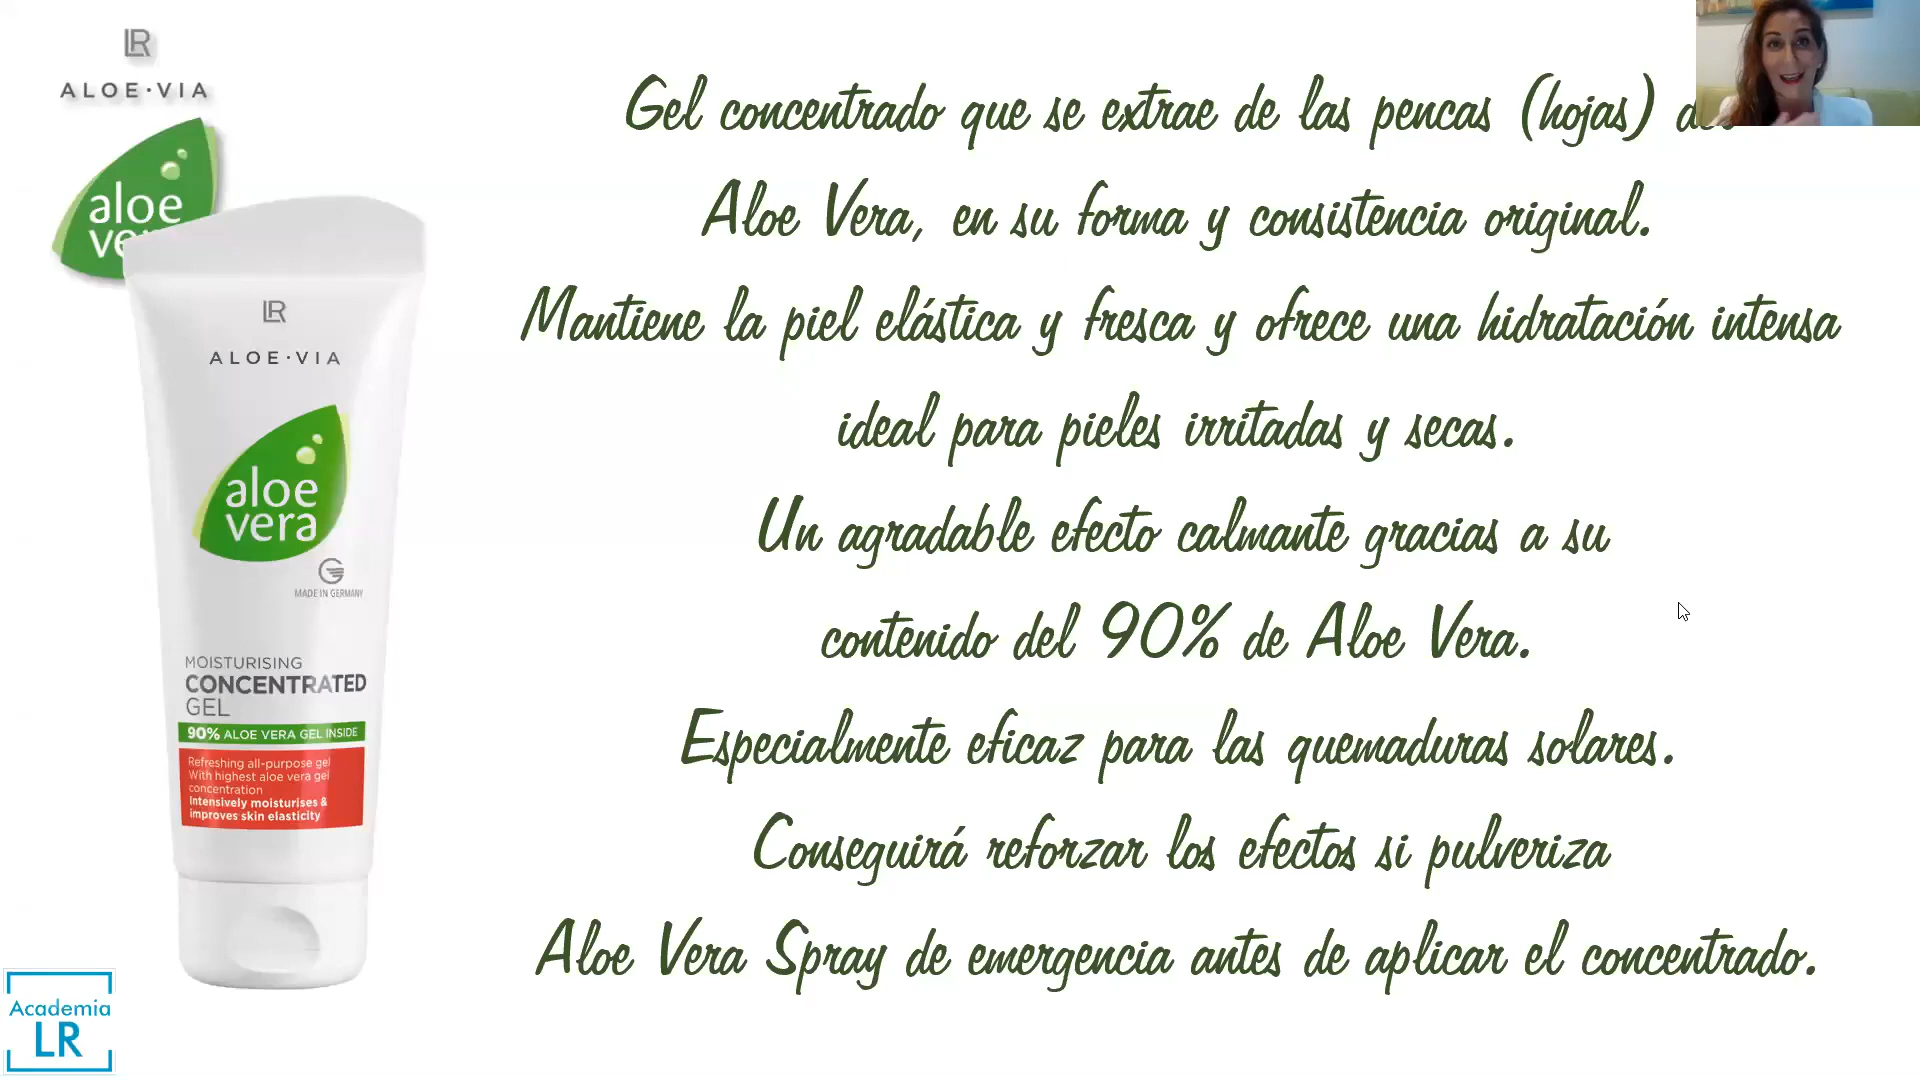 LR
ALOE·VIA
aloe
LR
ALOE·VIA
aloe
vera
MADE IN GERMANY
MOISTURISING
CONCENTRATED
GEL
90% ALOE VERA GEL INSIDE
Refreshing all-purpose gel
With highest aloe vera gel
concentration
Intensively moisturises &
improves skin elasticity
Gel concentrado que se extrae de las pencas (hojas)
Aloe Vera, en su forma y consistencia original.
Mantiene la piel elástica y fresca y ofrece una hidratación intensa
ideal para pieles irritadas y secas.
Un agradable efecto calmante gracias a su
contenido del 90% de Aloe Vera.
Especialmente eficaz para las quemaduras solares.
Conseguirá reforzar los efectos si pulveriza
Aloe Vera Spray de emergencia antes de aplicar el concentrado.
Academia
LR